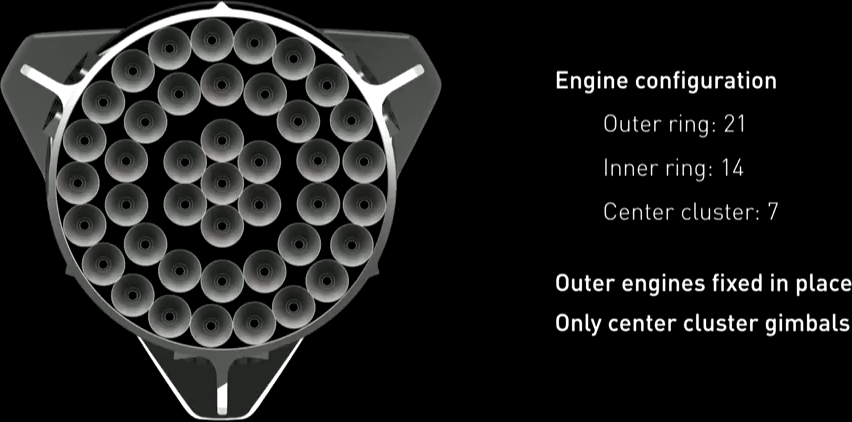 Engine configuration
Outer ring: 21
Inner ring: 14
Center cluster: 7
Outer engines fixed in place
Only center cluster gimbals